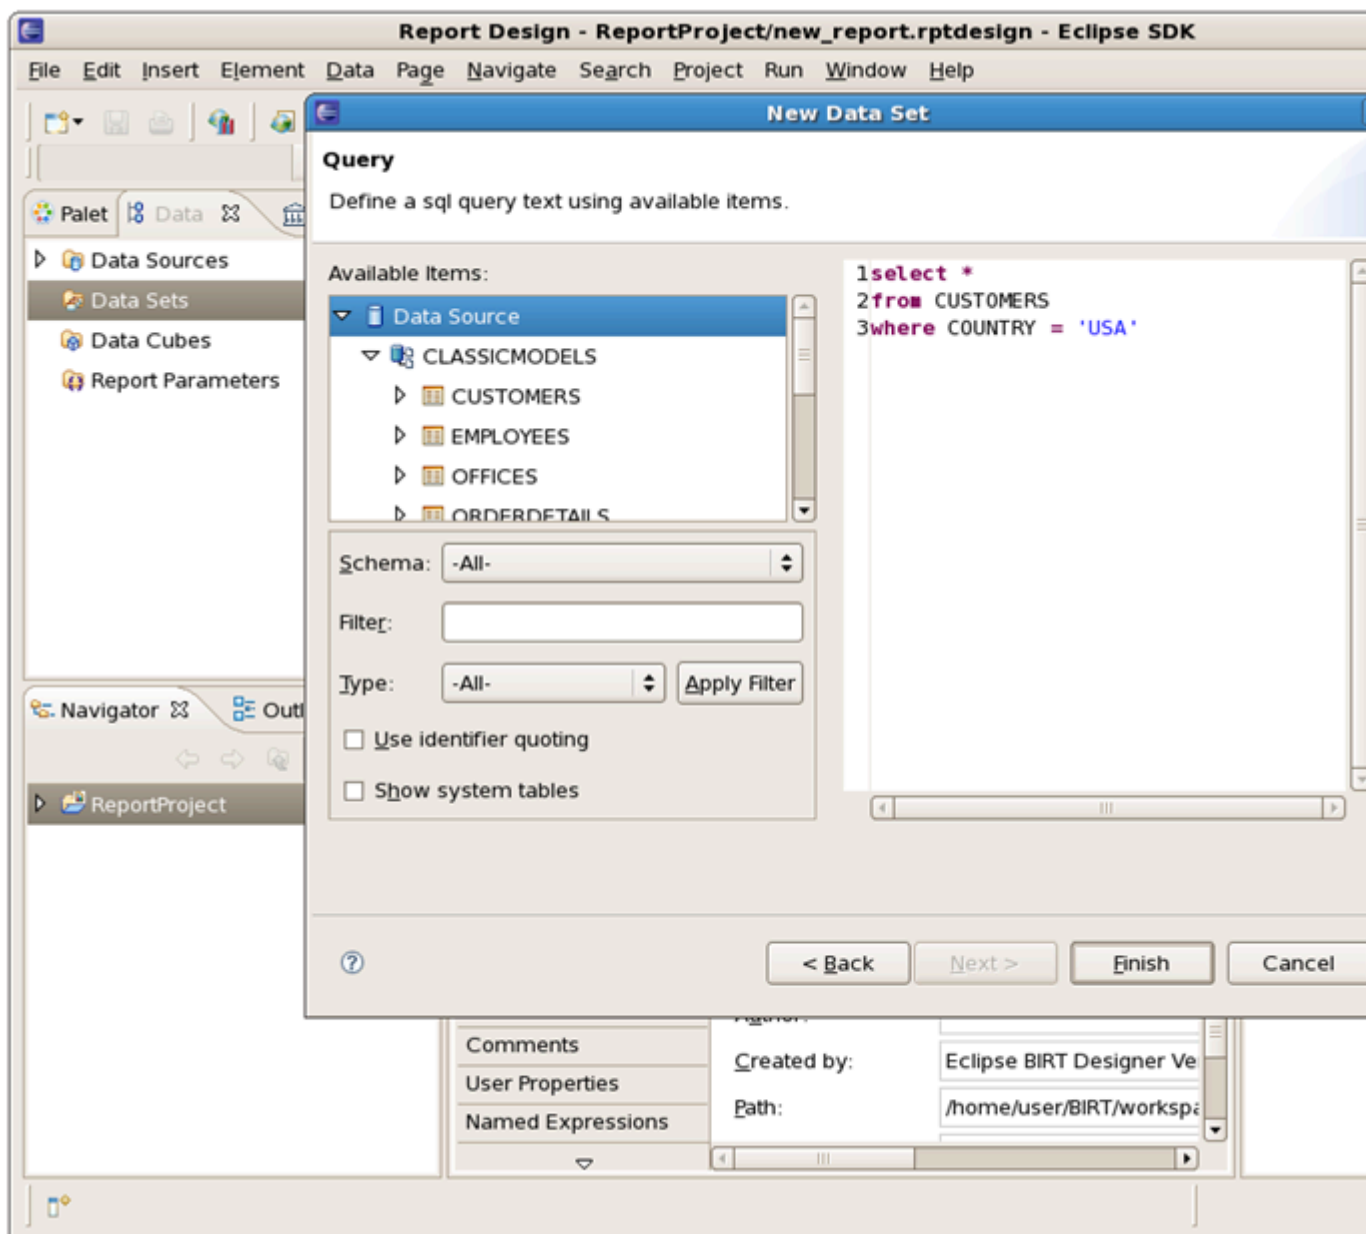 Report Design - ReportProject/new_report.rptdesign - Eclipse SDK
File Edit Insert Element Data Page Navigate Search Project Run Window Help
New Data Set
Query
Define a sql query text using available items.
Palet Data
Data Sources
Data Sets
Data Cubes
Report Parameters
Available Items:
Data Source
CLASSICMODELS
CUSTOMERS
EMPLOYEES
OFFICES
ORDERDETAILS
1select *
2from CUSTOMERS
3where COUNTRY = 'USA'
Schema: -All-
Filter:
Type: -All- Apply Filter
Use identifier quoting
Show system tables
Navigator Outl
ReportProject
< Back Next > Finish Cancel
Author:
Comments
User Properties
Named Expressions
Created by: Eclipse BIRT Designer Ve
Path: /home/user/BIRT/workspa